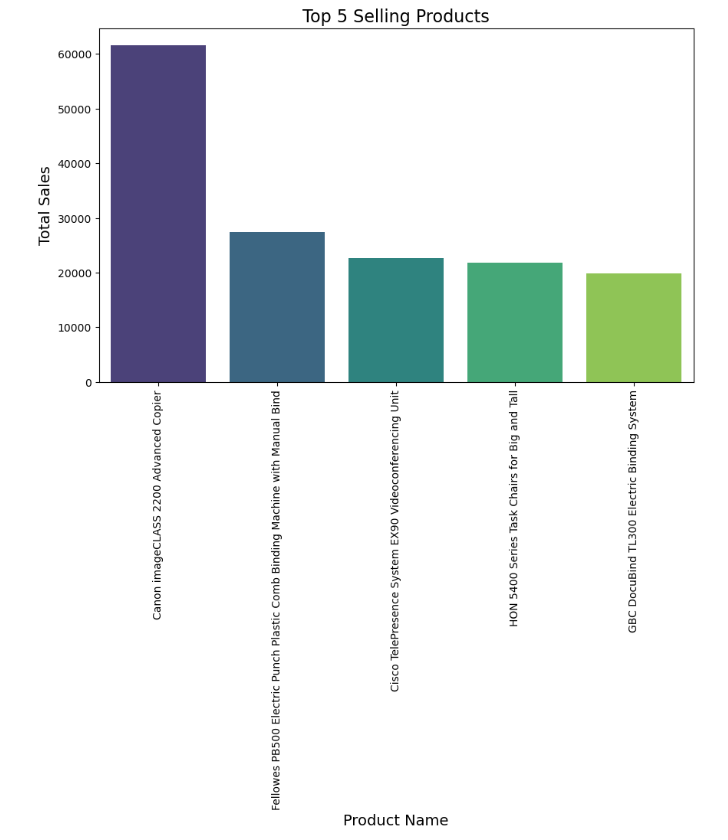 Top 5 Selling Products
Total Sales
60000
50000
40000
30000
20000
10000
0
Canon imageCLASS 2200 Advanced Copier
Fellowes PB500 Electric Punch Plastic Comb Binding Machine with Manual Bind
Cisco TelePresence System EX90 Videoconferencing Unit
HON 5400 Series Task Chairs for Big and Tall
GBC DocuBind TL300 Electric Binding System
Product Name